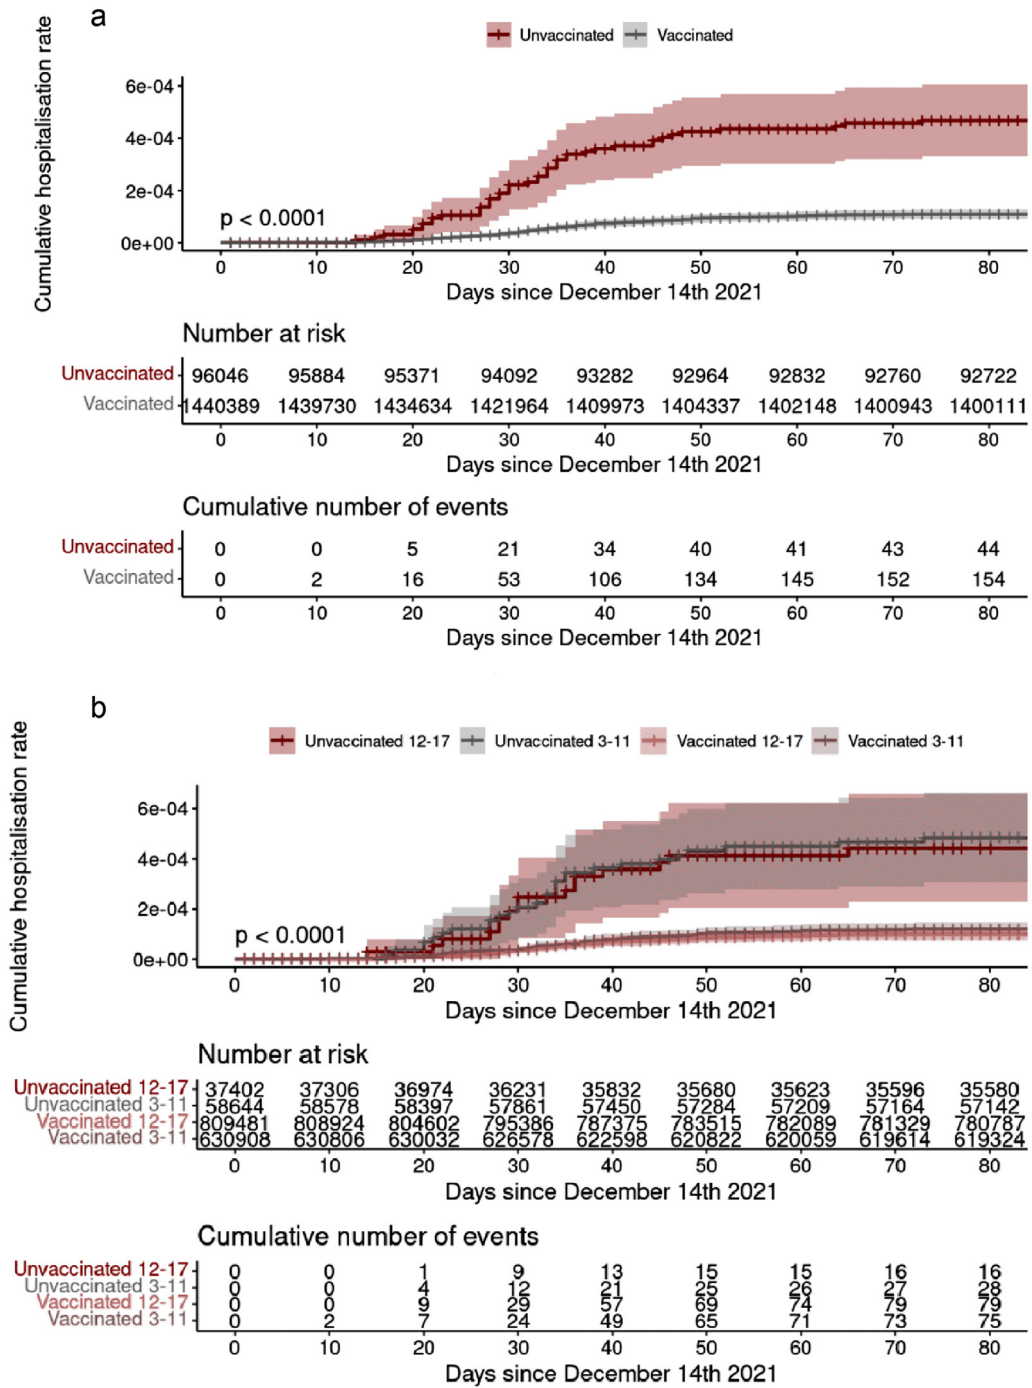 a
Unvaccinated Vaccinated
Cumulative hospitalisation rate
6e-04
4e-04
2e-04
0e+00
p < 0.0001
0 10 20 30 40 50 60 70 80
Days since December 14th 2021
Number at risk
Unvaccinated 96046 95884 95371 94092 93282 92964 92832 92760 92722
Vaccinated 1440389 1439730 1434634 1421964 1409973 1404337 1402148 1400943 1400111
0 10 20 30 40 50 60 70 80
Days since December 14th 2021
Cumulative number of events
Unvaccinated 0 0 5 21 34 40 41 43 44
Vaccinated 0 2 16 53 106 134 145 152 154
0 10 20 30 40 50 60 70 80
Days since December 14th 2021
b
Unvaccinated 12-17 Unvaccinated 3-11 Vaccinated 12-17 Vaccinated 3-11
Cumulative hospitalisation rate
6e-04
4e-04
2e-04
0e+00
p < 0.0001
0 10 20 30 40 50 60 70 80
Days since December 14th 2021
Number at risk
Unvaccinated 12-17 37402 37306 36974 36231 35832 35680 35623 35596 35580
Unvaccinated 3-11 58644 58578 58397 57861 57450 57284 57209 57164 57142
Vaccinated 12-17 809481 808924 804602 795386 787375 783515 782089 781329 780787
Vaccinated 3-11 630908 630806 630032 626578 622598 620822 620059 619614 619324
0 10 20 30 40 50 60 70 80
Days since December 14th 2021
Cumulative number of events
Unvaccinated 12-17 0 0 1 9 13 15 15 16 16
Unvaccinated 3-11 0 0 4 12 21 25 26 27 28
Vaccinated 12-17 0 0 9 29 57 69 74 79 79
Vaccinated 3-11 0 2 7 24 49 65 71 73 75
0 10 20 30 40 50 60 70 80
Days since December 14th 2021